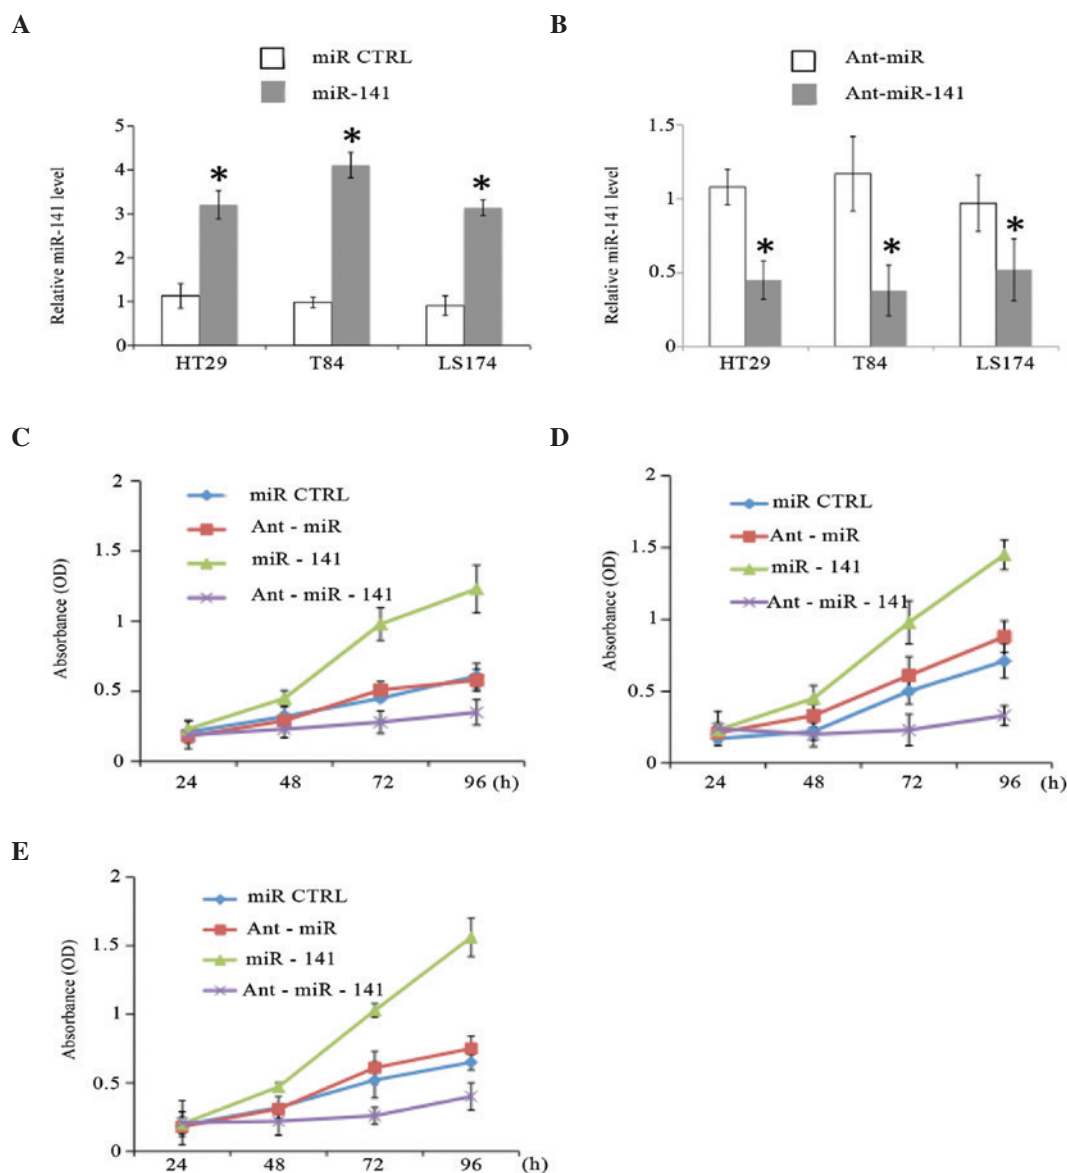 A
miR CTRL
miR-141
Relative miR-141 level
5
4
3
2
1
0
* * *
HT29 T84 LS174
B
Ant-miR
Ant-miR-141
Relative miR-141 level
1.5
1
0.5
0
* * *
HT29 T84 LS174
C
miR CTRL
Ant - miR
miR - 141
Ant - miR - 141
Absorbance (OD)
2
1.5
1
0.5
0
24 48 72 96 (h)
D
miR CTRL
Ant - miR
miR - 141
Ant - miR - 141
Absorbance (OD)
2
1.5
1
0.5
0
24 48 72 96 (h)
E
miR CTRL
Ant - miR
miR - 141
Ant - miR - 141
Absorbance (OD)
2
1.5
1
0.5
0
24 48 72 96 (h)